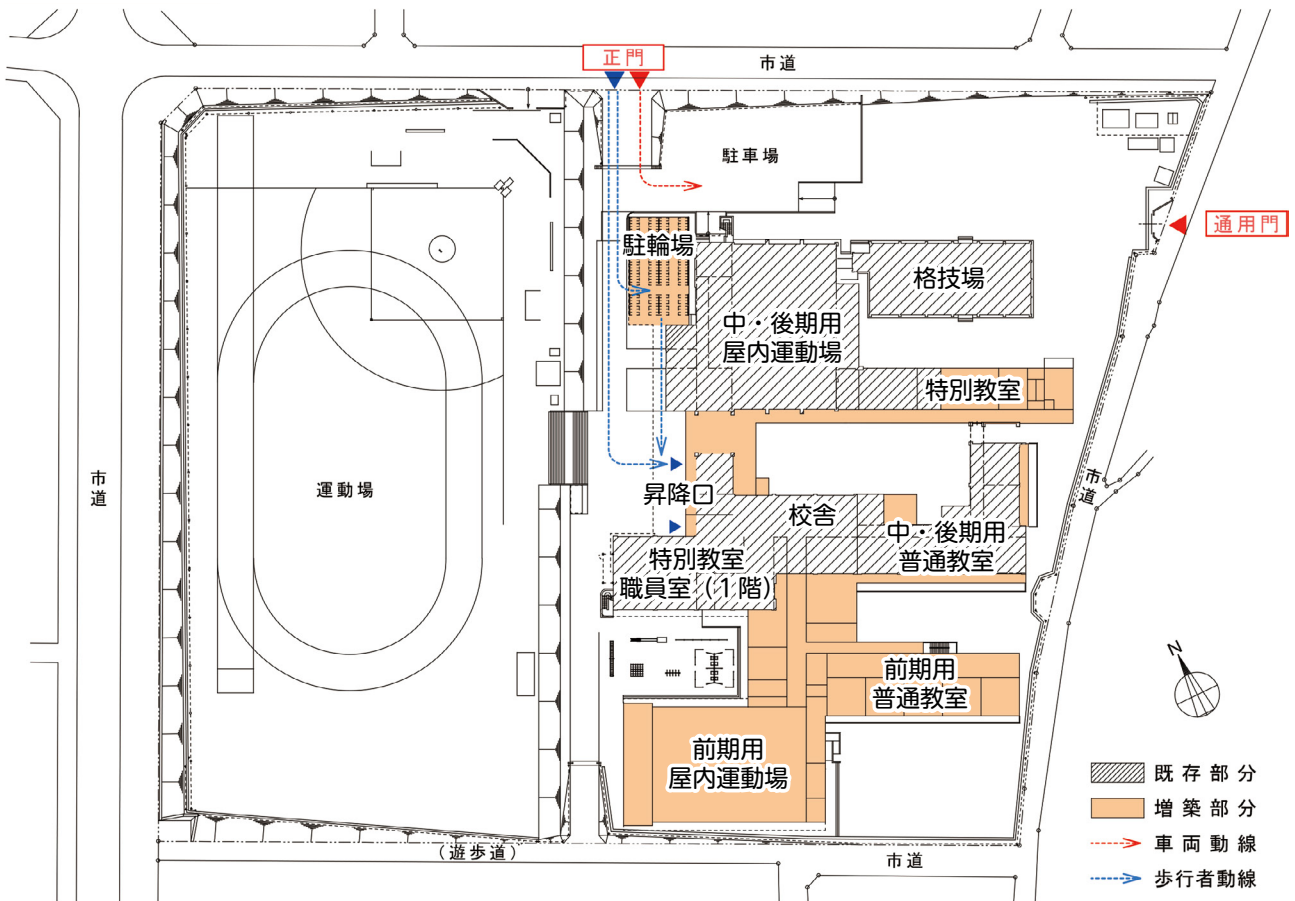 正門
市道
駐車場
通用門
駐輪場
格技場
中・後期用
屋内運動場
特別教室
市道
運動場
市道
昇降口
校舎
中・後期用
普通教室
特別教室
職員室（1階）
N
前期用
普通教室
前期用
屋内運動場
既存部分
増築部分
車両動線
歩行者動線
（遊歩道）
市道